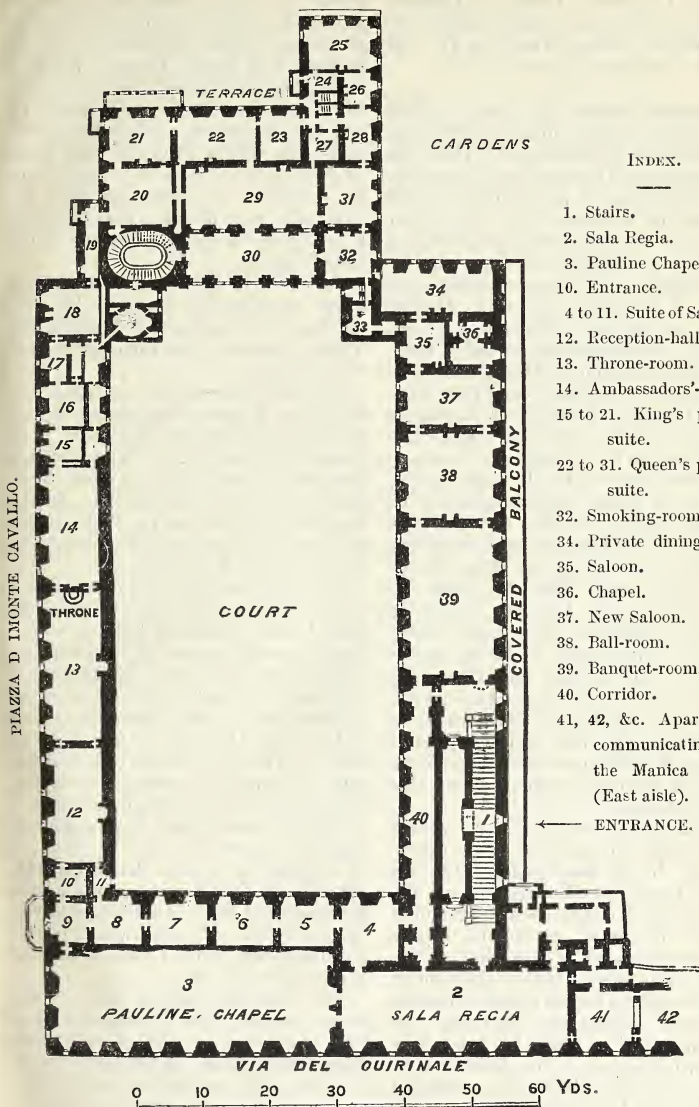 25
24
26
TERRACE
21
22
23
27
28
GARDENS
20
29
31
19
30
32
18
34
33
35
36
17
37
16
15
38
14
THRONE
COURT
39
13
12
40
1
10
11
9
8
7
6
5
4
3
PAULINE. CHAPEL
2
SALA REGIA
41
42
PIAZZA D IMONTE CAVALLO.
COVERED BALCONY
VIA DEL QUIRINALE
0 10 20 30 40 50 60 YDS.
INDEX.
1. Stairs.
2. Sala Regia.
3. Pauline Chape
10. Entrance.
4 to 11. Suite of Sa
12. Reception-hall
13. Throne-room.
14. Ambassadors'-
15 to 21. King's p
suite.
22 to 31. Queen's p
suite.
32. Smoking-room
34. Private dining
35. Saloon.
36. Chapel.
37. New Saloon.
38. Ball-room.
39. Banquet-room
40. Corridor.
41, 42, &c. Apar
communicatin
the Manica
(East aisle).
← ENTRANCE.